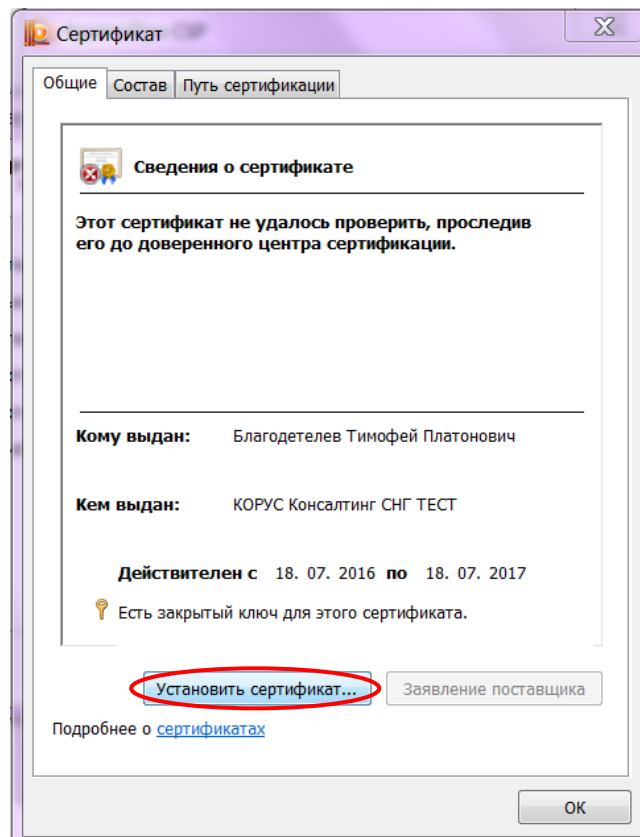 Сертификат
Общие Состав Путь сертификации
Сведения о сертификате
Этот сертификат не удалось проверить, проследив
его до доверенного центра сертификации.
Кому выдан: Благодетелев Тимофей Платонович
Кем выдан: КОРУС Консалтинг СНГ ТЕСТ
Действителен с 18. 07. 2016 по 18. 07. 2017
Есть закрытый ключ для этого сертификата.
Установить сертификат... Заявление поставщика
Подробнее о сертификатах
ОК